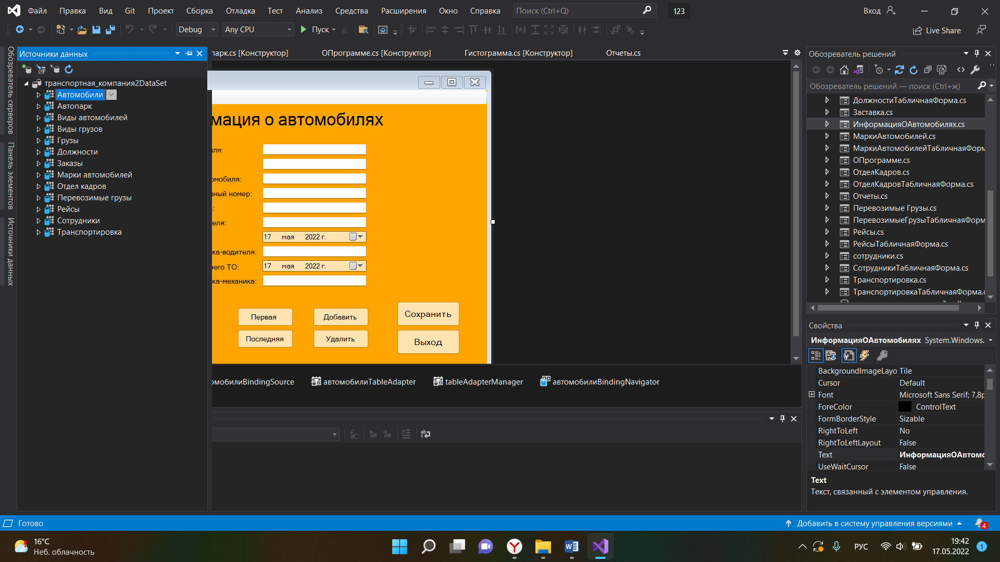 Файл Правка Вид Git Проект Сборка Отладка Тест Анализ Средства Расширения Окно Справка Поиск (Ctrl+Q) 123 Вход
Debug Any CPU Пуск Live Share
Обозреватель серверов
Панель элементов
Источники данных
Источники данных
транспортная_компания2DataSet
Автомобили
Автопарк
Виды автомобилей
Виды грузов
Грузы
Должности
Заказы
Марки автомобилей
Отдел кадров
Перевозимые грузы
Рейсы
Сотрудники
Транспортировка
парк.cs [Конструктор] ОПрограмме.cs [Конструктор] Гистограмма.cs [Конструктор] Отчеты.cs
мация о автомобилях
ля:
омобиля:
ный номер:
:
еля:
17 мая 2022 г.
ка-водителя:
него ТО:
17 мая 2022 г.
ка-механика:
Первая Добавить Сохранить
Последняя Удалить Выход
омобилиBindingSource автомобилиTableAdapter tableAdapterManager автомобилиBindingNavigator
Обозреватель решений
Обозреватель решений — поиск (Ctrl+ж)
ДолжностиТабличнаяФорма.cs
Заставка.cs
ИнформацияОАвтомобилях.cs
МаркиАвтомобилей.cs
МаркиАвтомобилейТабличнаяФорм
ОПрограмме.cs
ОтделКадров.cs
ОтделКадровТабличнаяФорма.cs
Отчеты.cs
Перевозимые Грузы.cs
ПеревозимыеГрузыТабличнаяФорм
Рейсы.cs
РейсыТабличнаяФорма.cs
сотрудники.cs
СотрудникиТабличнаяФорма.cs
Транспортировка.cs
ТранспортировкаТабличнаяФорма.c
Свойства
ИнформацияОАвтомобилях System.Windows.
BackgroundImageLayo Tile
Cursor Default
Font Microsoft Sans Serif; 7,8p
ForeColor ControlText
FormBorderStyle Sizable
RightToLeft No
RightToLeftLayout False
Text ИнформацияОАвтомо
UseWaitCursor False
Text
Текст, связанный с элементом управления.
Готово Добавить в систему управления версиями 4
16°C
Неб. облачность
РУС
19:42
17.05.2022
1